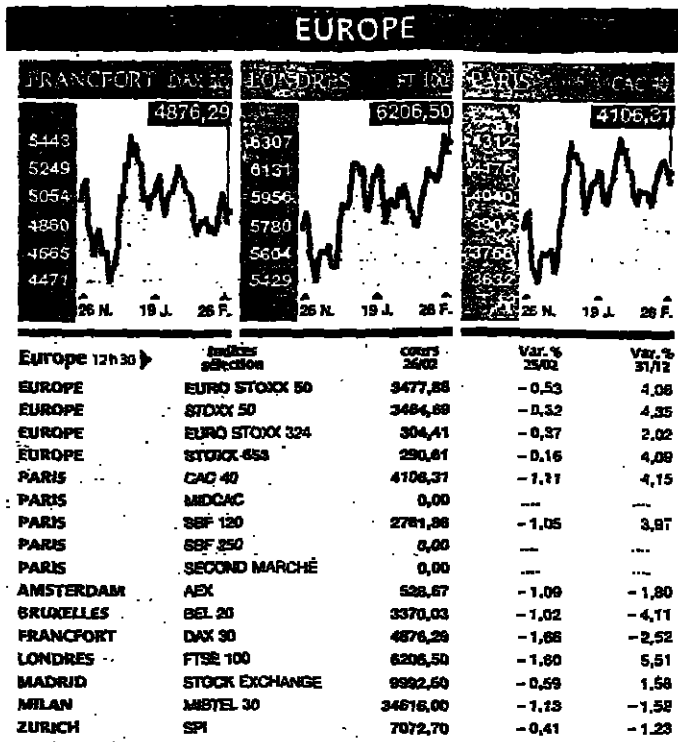 EUROPE
FRANCFORT DAX 30
LONDRES FT 100
PARIS CAC 40
4876,29
6206,50
4106,31
5443
5249
5054
4860
4665
4471
6307
6131
5956
5780
5604
5429
26 N. 19 J. 26 F.
26 N. 19 J. 26 F.
26 N. 19 J. 26 F.
Europe 12h30 Indices sélection cours 26/02 Var. % 25/02 Var. % 31/12
EUROPE EURO STOXX 50 3477,88 – 0,53 4,06
EUROPE STOXX 50 3464,69 – 0,32 4,35
EUROPE EURO STOXX 324 304,41 – 0,37 2,02
EUROPE STOXX 653 290,61 – 0,16 4,09
PARIS CAC 40 4106,31 – 1,11 4,15
PARIS MIDCAC 0,00 .... ....
PARIS SBF 120 2781,86 – 1,05 3,97
PARIS SBF 250 0,00 .... ....
PARIS SECOND MARCHÉ 0,00 .... ....
AMSTERDAM AEX 528,67 – 1,09 – 1,80
BRUXELLES BEL 20 3370,03 – 1,02 – 4,11
FRANCFORT DAX 30 4876,29 – 1,66 – 2,52
LONDRES FTSE 100 6206,50 – 1,60 5,51
MADRID STOCK EXCHANGE 9992,60 – 0,59 1,58
MILAN MIBTEL 30 34616,00 – 1,13 – 1,52
ZURICH SPI 7072,70 – 0,41 – 1,23